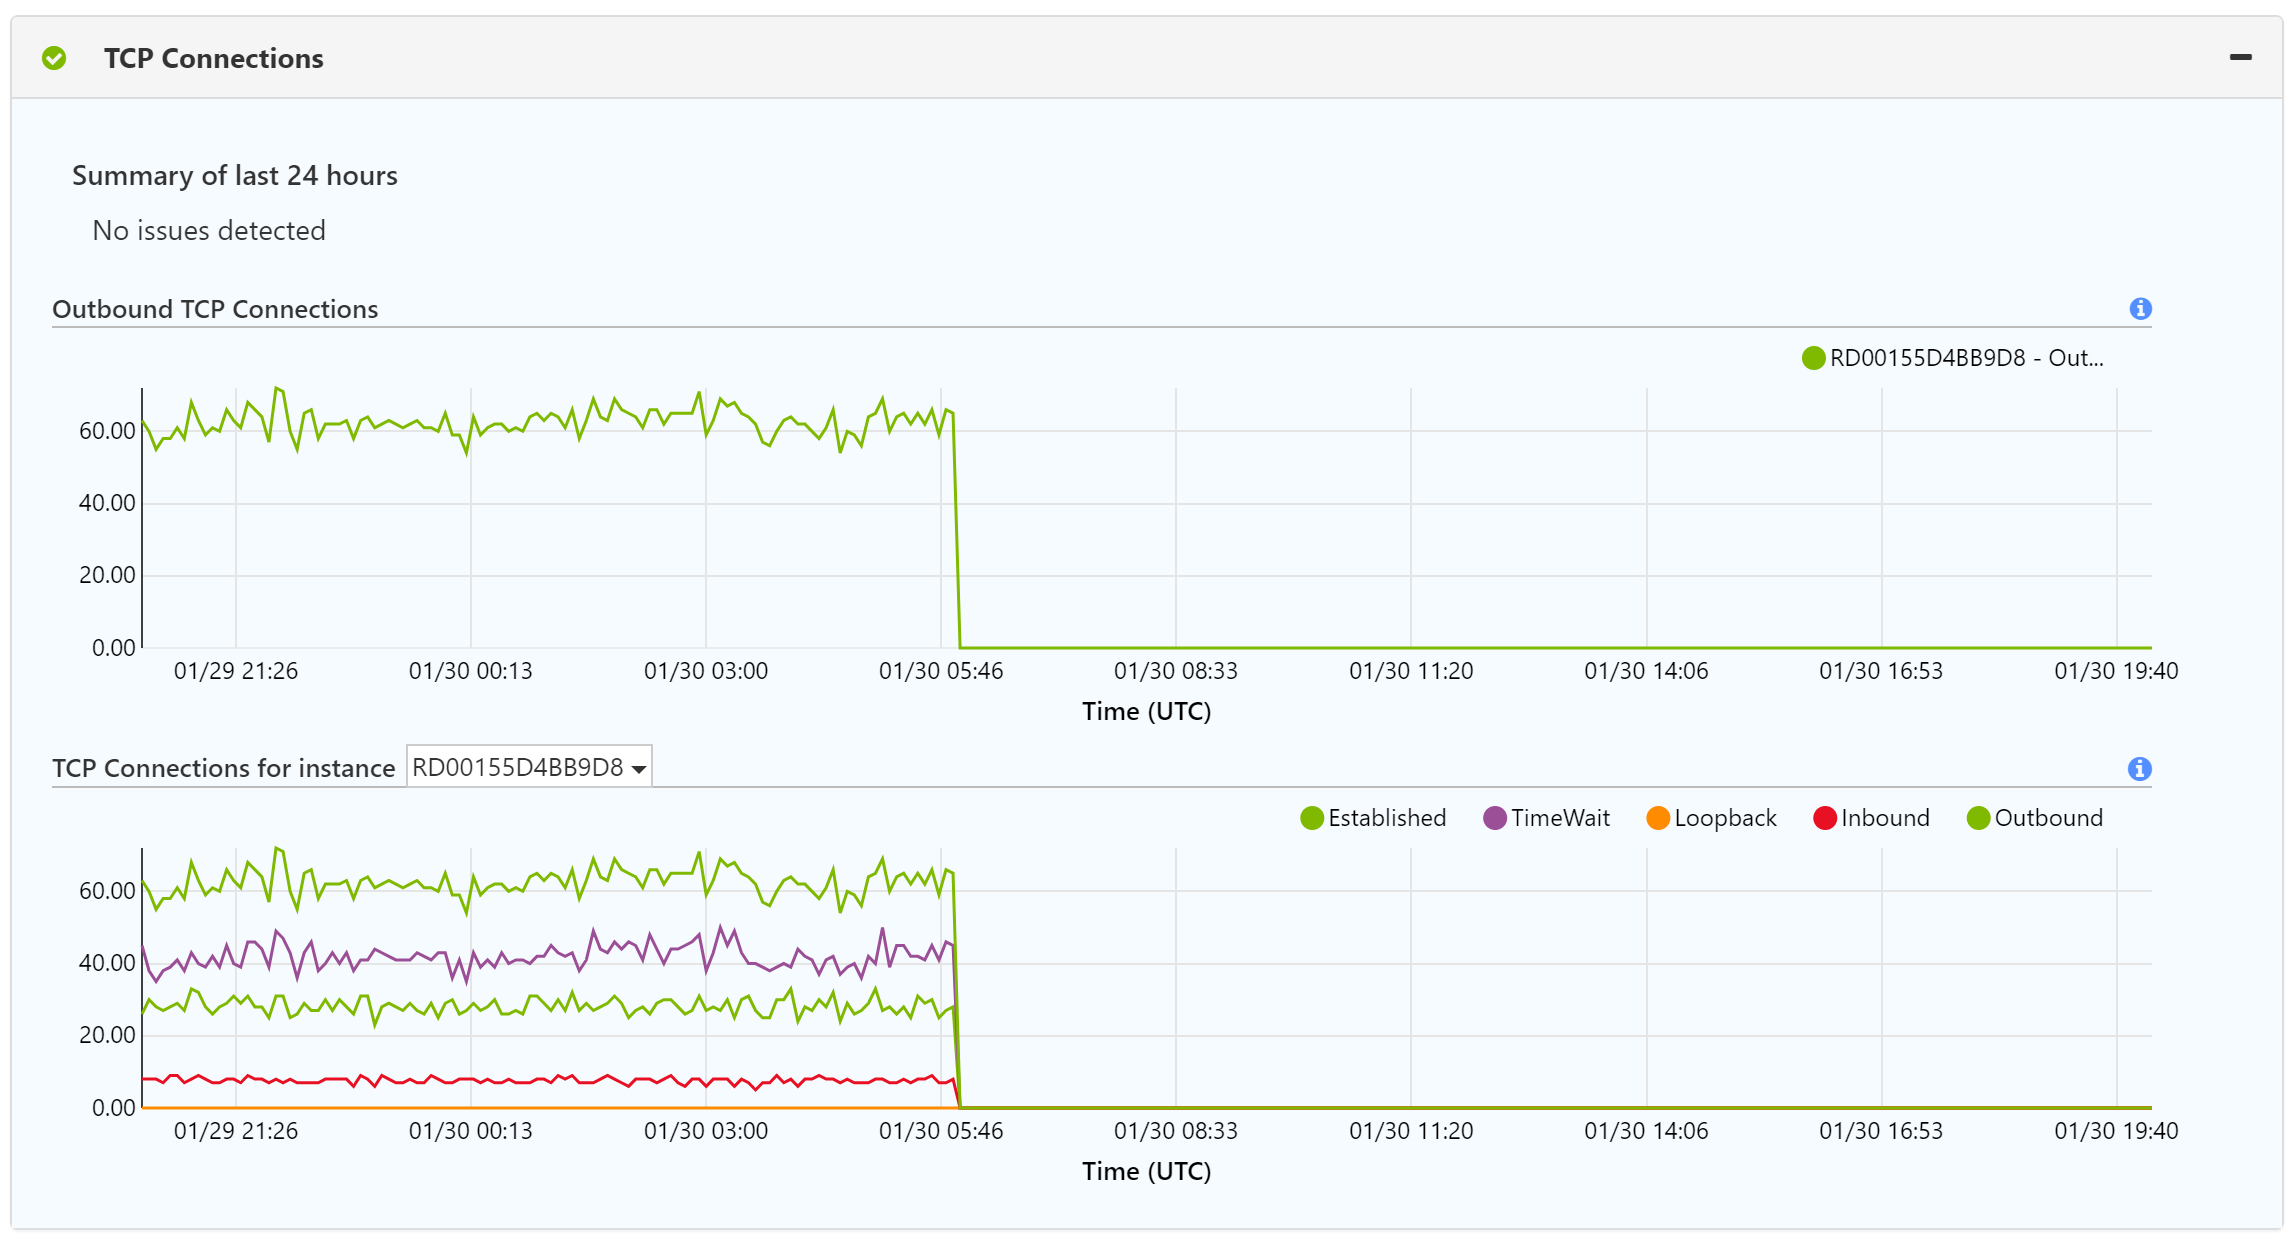 TCP Connections
Summary of last 24 hours
No issues detected
Outbound TCP Connections
RD00155D4BB9D8 - Out...
60.00
40.00
20.00
0.00
01/29 21:26 01/30 00:13 01/30 03:00 01/30 05:46 01/30 08:33 01/30 11:20 01/30 14:06 01/30 16:53 01/30 19:40
Time (UTC)
TCP Connections for instance RD00155D4BB9D8
Established TimeWait Loopback Inbound Outbound
60.00
40.00
20.00
0.00
01/29 21:26 01/30 00:13 01/30 03:00 01/30 05:46 01/30 08:33 01/30 11:20 01/30 14:06 01/30 16:53 01/30 19:40
Time (UTC)